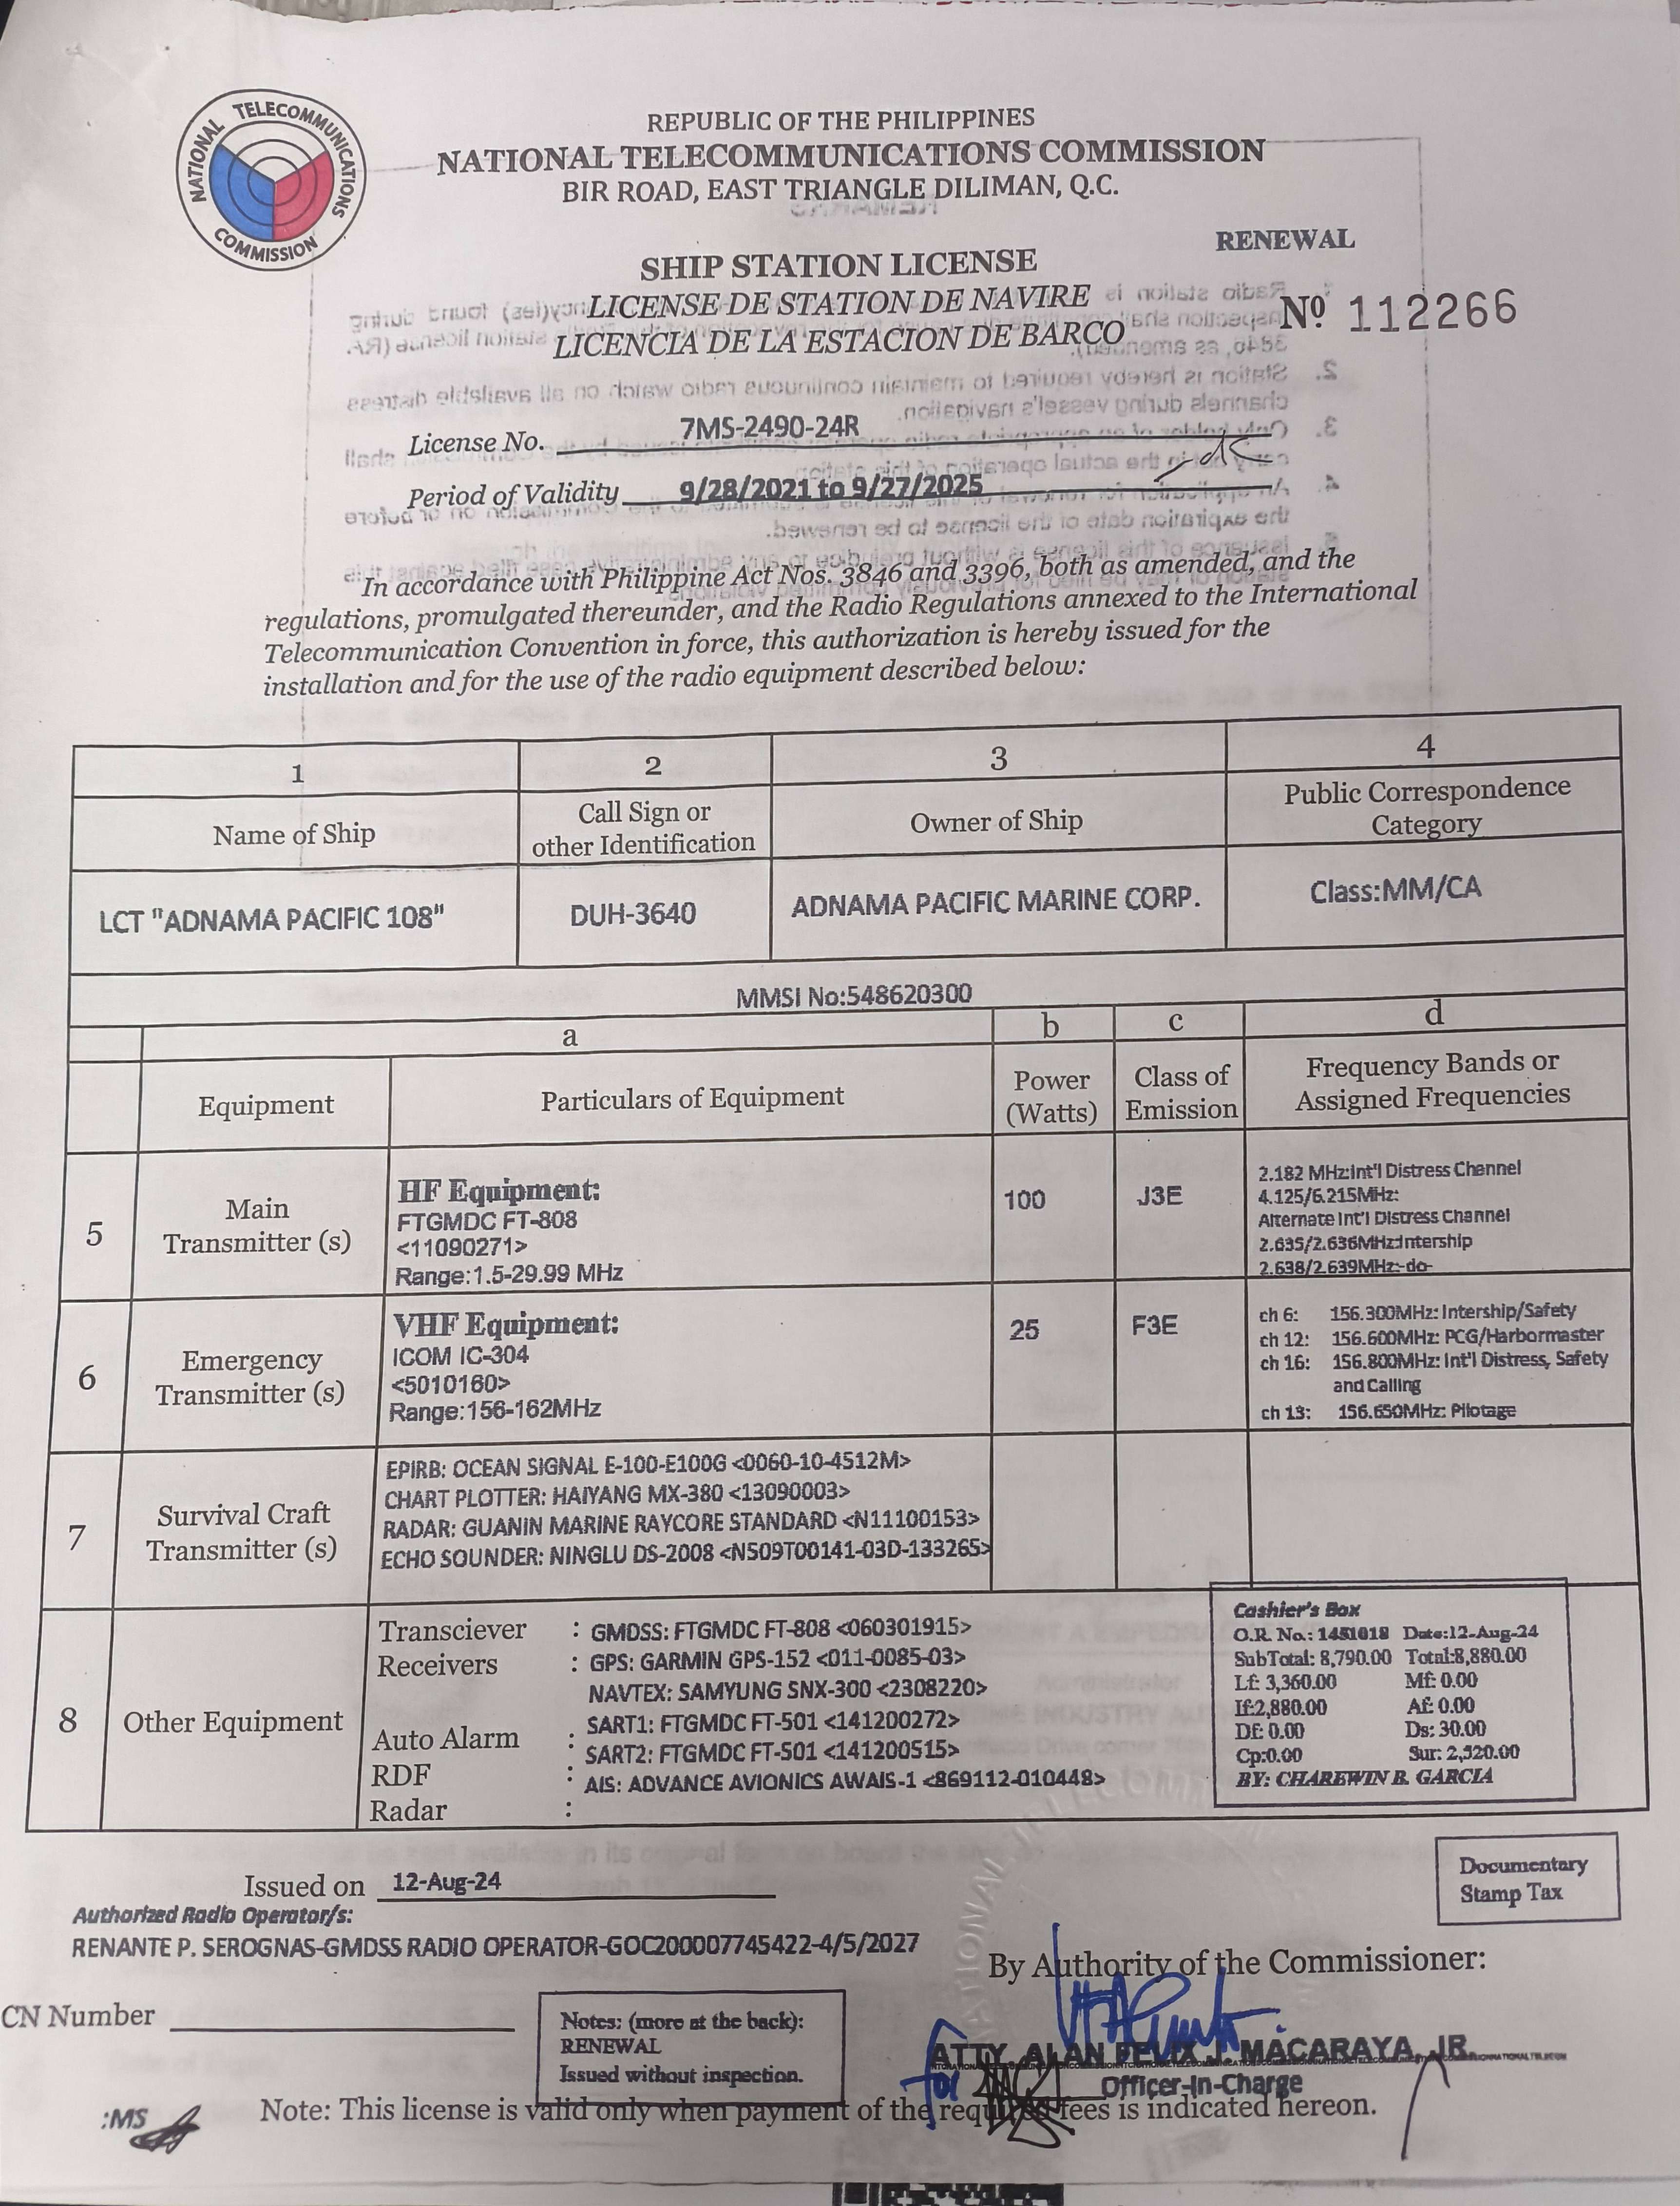 NATIONAL TELECOMMUNICATIONS COMMISSION
REPUBLIC OF THE PHILIPPINES
NATIONAL TELECOMMUNICATIONS COMMISSION
BIR ROAD, EAST TRIANGLE DILIMAN, Q.C.
RENEWAL
SHIP STATION LICENSE
LICENSE DE STATION DE NAVIRE
LICENCIA DE LA ESTACION DE BARCO
Nº 112266
License No. 7MS-2490-24R
Period of Validity 9/28/2021 to 9/27/2025
In accordance with Philippine Act Nos. 3846 and 3396, both as amended, and the
regulations, promulgated thereunder, and the Radio Regulations annexed to the International
Telecommunication Convention in force, this authorization is hereby issued for the
installation and for the use of the radio equipment described below:
1 2 3 4
Name of Ship
Call Sign or
other Identification
Owner of Ship
Public Correspondence
Category
LCT "ADNAMA PACIFIC 108" DUH-3640 ADNAMA PACIFIC MARINE CORP. Class:MM/CA
MMSI No:548620300
a b c d
Equipment
Particulars of Equipment
Power
(Watts)
Class of
Emission
Frequency Bands or
Assigned Frequencies
5
Main
Transmitter (s)
HF Equipment:
FTGMDC FT-808
<11090271>
Range:1.5-29.99 MHz
100
J3E
2.182 MHz:Int'l Distress Channel
4.125/6.215MHz:
Alternate Int'l Distress Channel
2.635/2.636MHz:Intership
2.638/2.639MHz:-do-
6
Emergency
Transmitter (s)
VHF Equipment:
ICOM IC-304
<5010160>
Range:156-162MHz
25
F3E
ch 6: 156.300MHz: Intership/Safety
ch 12: 156.600MHz: PCG/Harbormaster
ch 16: 156.800MHz: Int'l Distress, Safety
and Calling
ch 13: 156.650MHz: Pilotage
7
Survival Craft
Transmitter (s)
EPIRB: OCEAN SIGNAL E-100-E100G <0060-10-4512M>
CHART PLOTTER: HAIYANG MX-380 <13090003>
RADAR: GUANIN MARINE RAYCORE STANDARD <N11100153>
ECHO SOUNDER: NINGLU DS-2008 <N509T00141-03D-133265>
8
Other Equipment
Transciever : GMDSS: FTGMDC FT-808 <060301915>
Receivers : GPS: GARMIN GPS-152 <011-0085-03>
NAVTEX: SAMYUNG SNX-300 <2308220>
SART1: FTGMDC FT-501 <141200272>
Auto Alarm : SART2: FTGMDC FT-501 <141200515>
RDF : AIS: ADVANCE AVIONICS AWAIS-1 <869112-010448>
Radar :
Cashier's Box
O.R. No.: 1451018 Date:12-Aug-24
SubTotal: 8,790.00 Total:8,880.00
Lf: 3,360.00 Mf: 0.00
If:2,880.00 Af: 0.00
Df: 0.00 Ds: 30.00
Cp:0.00 Sur: 2,520.00
BY: CHAREWIN B. GARCIA
Issued on 12-Aug-24
Documentary
Stamp Tax
Authorized Radio Operator/s:
RENANTE P. SEROGNAS-GMDSS RADIO OPERATOR-GOC200007745422-4/5/2027
By Authority of the Commissioner:
CN Number
Notes: (more at the back):
RENEWAL
Issued without inspection.
ATTY. ALAN FELIX J. MACARAYA, JR.
for
Officer-In-Charge
:MS
Note: This license is valid only when payment of the required fees is indicated hereon.